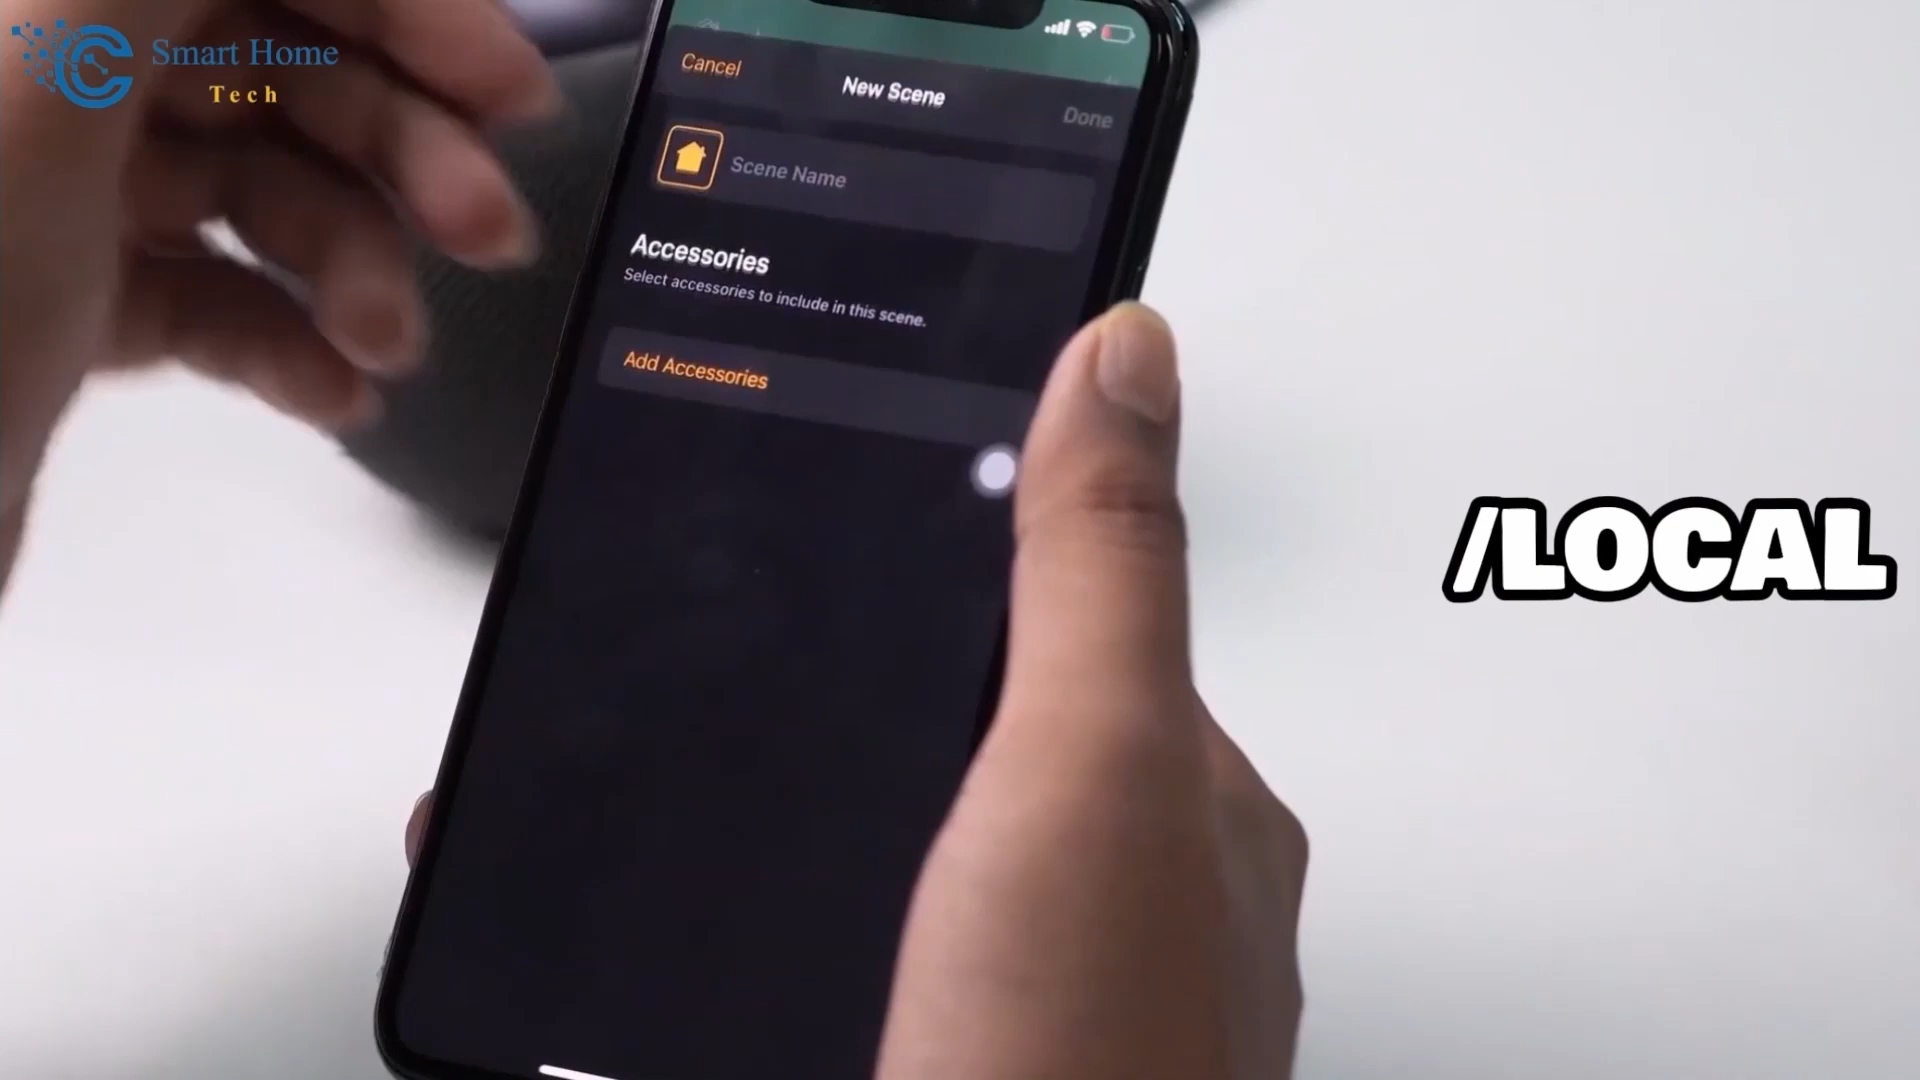 Smart Home
Tech
Cancel
New Scene
Done
Scene Name
Accessories
Select accessories to include in this scene.
Add Accessories
/LOCAL